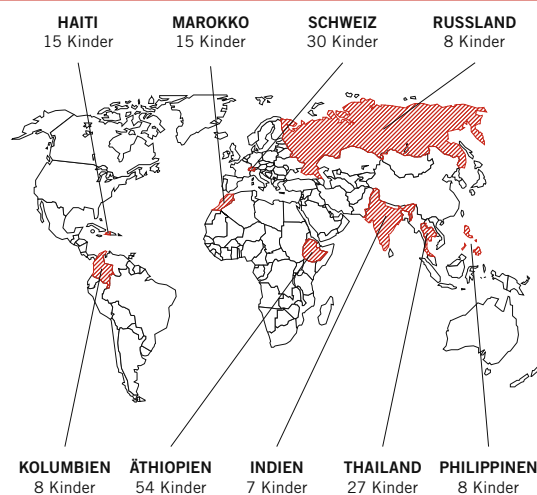 HAITI
15 Kinder
MAROKKO
15 Kinder
SCHWEIZ
30 Kinder
RUSSLAND
8 Kinder
KOLUMBIEN
8 Kinder
ÄTHIOPIEN
54 Kinder
INDIEN
7 Kinder
THAILAND
27 Kinder
PHILIPPINEN
8 Kinder